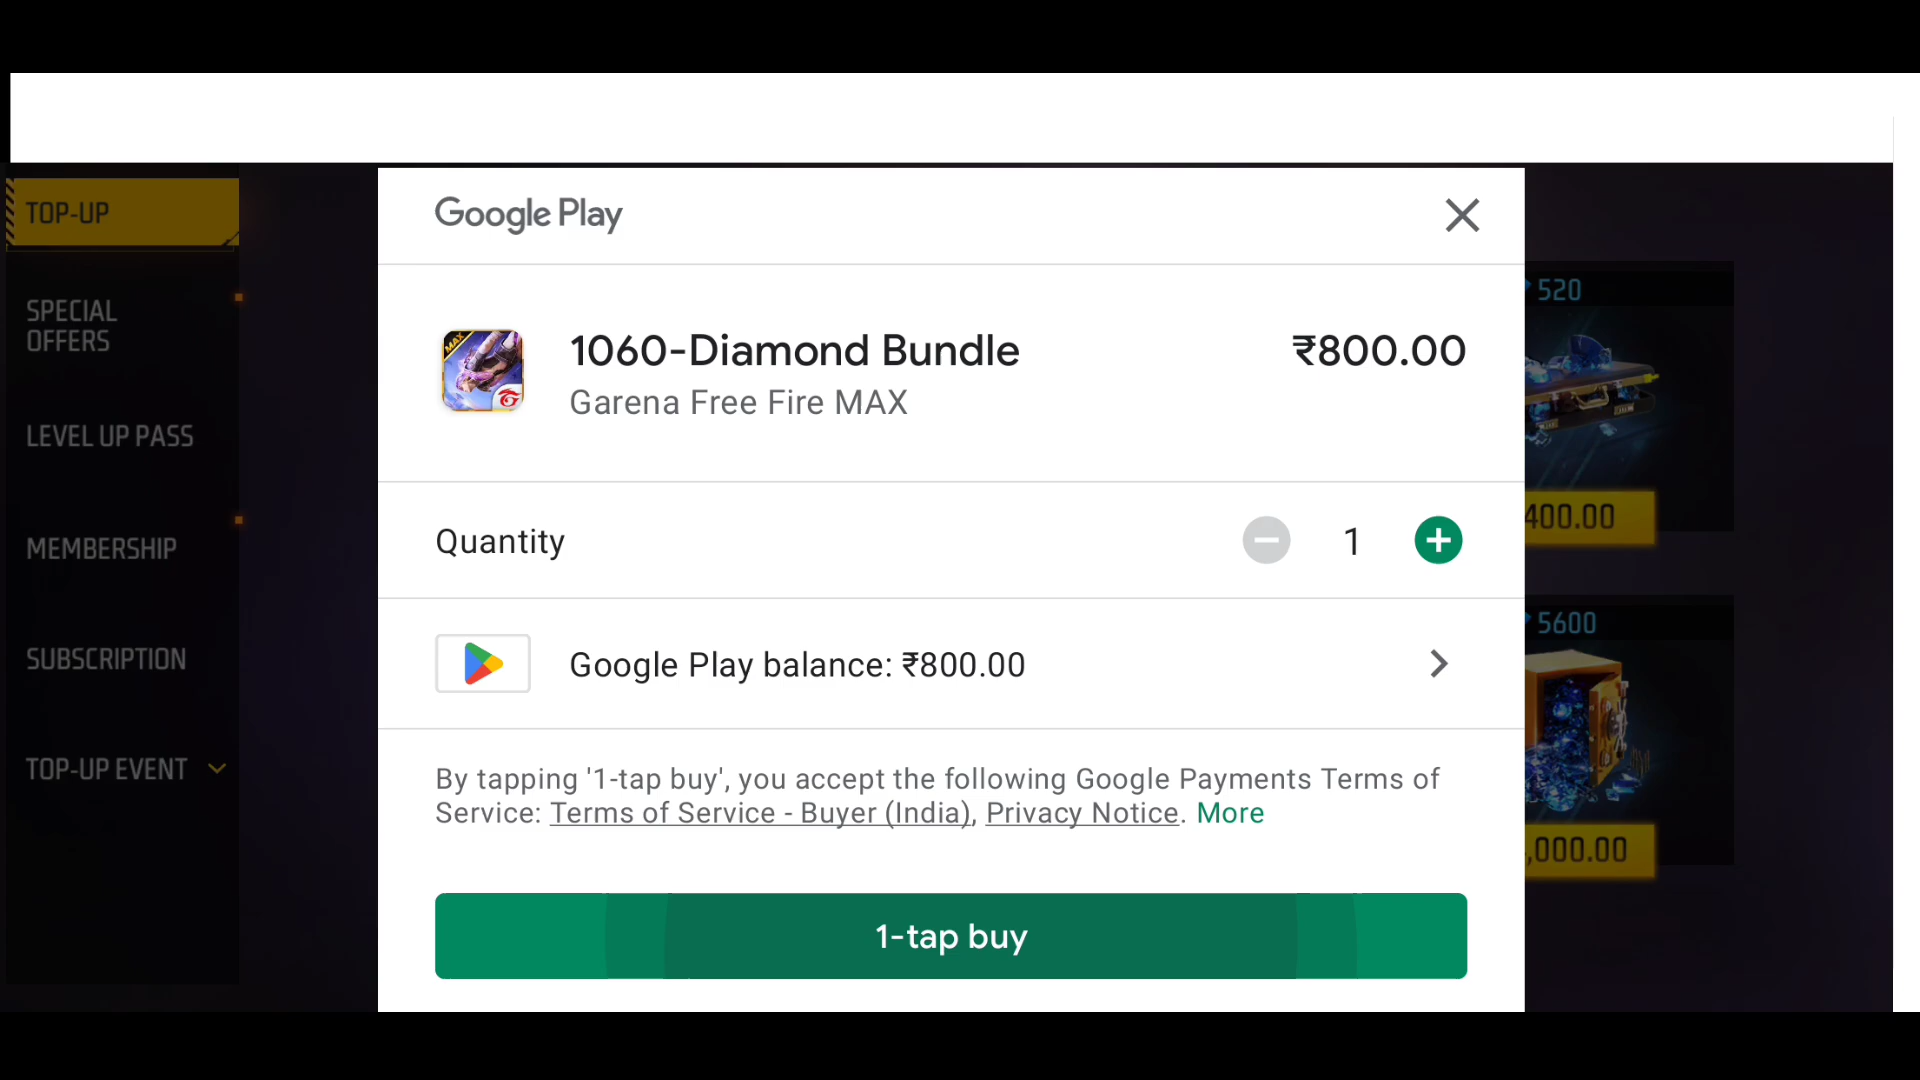 TOP-UP
SPECIAL
OFFERS
LEVEL UP PASS
MEMBERSHIP
SUBSCRIPTION
TOP-UP EVENT
Google Play
MAX
1060-Diamond Bundle
₹800.00
Garena Free Fire MAX
Quantity
1
Google Play balance: ₹800.00
By tapping '1-tap buy', you accept the following Google Payments Terms of
Service: Terms of Service - Buyer (India), Privacy Notice. More
1-tap buy
520
400.00
5600
,000.00